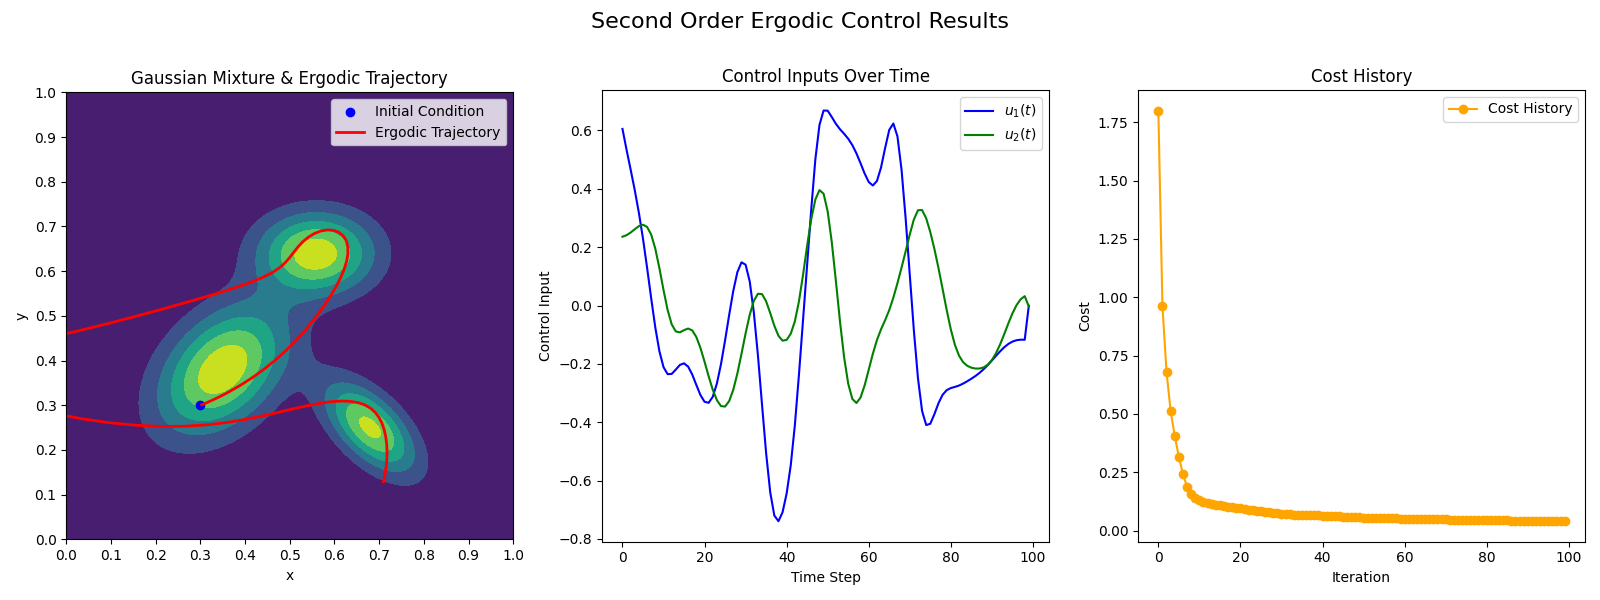 Second Order Ergodic Control Results
Gaussian Mixture & Ergodic Trajectory
1.0
0.9
0.8
0.7
0.6
0.5
0.4
0.3
0.2
0.1
0.0
0.0 0.1 0.2 0.3 0.4 0.5 0.6 0.7 0.8 0.9 1.0
x
y
Initial Condition
Ergodic Trajectory
Control Inputs Over Time
0.6
0.4
0.2
0.0
−0.2
−0.4
−0.6
−0.8
0 20 40 60 80 100
Time Step
Control Input
u₁(t)
u₂(t)
Cost History
1.75
1.50
1.25
1.00
0.75
0.50
0.25
0.00
0 20 40 60 80 100
Iteration
Cost
Cost History